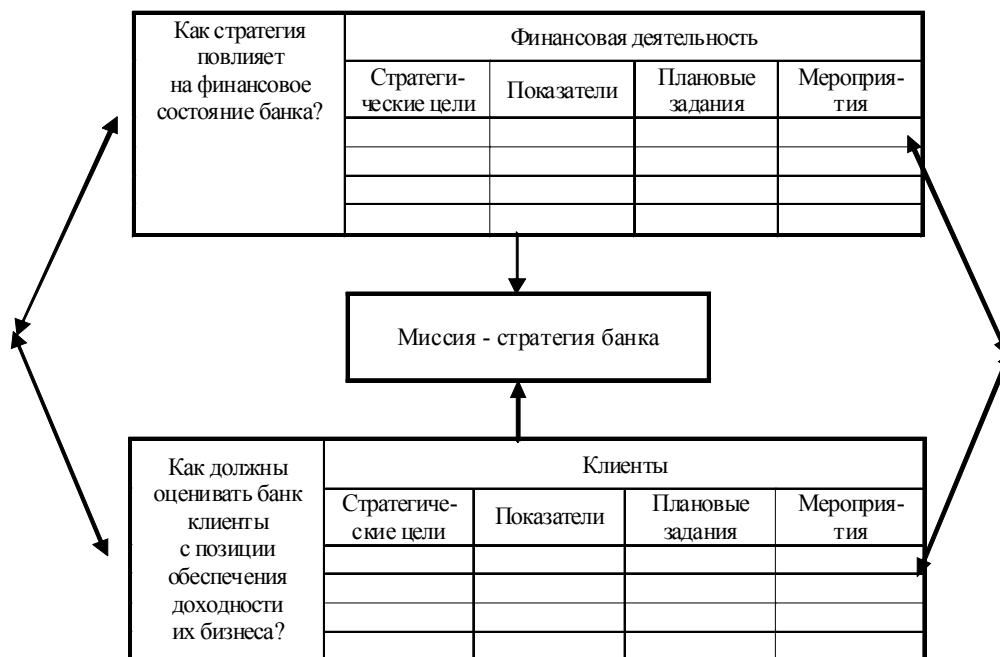 Как стратегия
повлияет
на финансовое
состояние банка?
Финансовая деятельность
Стратеги-
ческие цели
Показатели
Плановые
задания
Мероприя-
тия
Миссия - стратегия банка
Как должны
оценивать банк
клиенты
с позиции
обеспечения
доходности
их бизнеса?
Клиенты
Стратегиче-
ские цели
Показатели
Плановые
задания
Мероприя-
тия